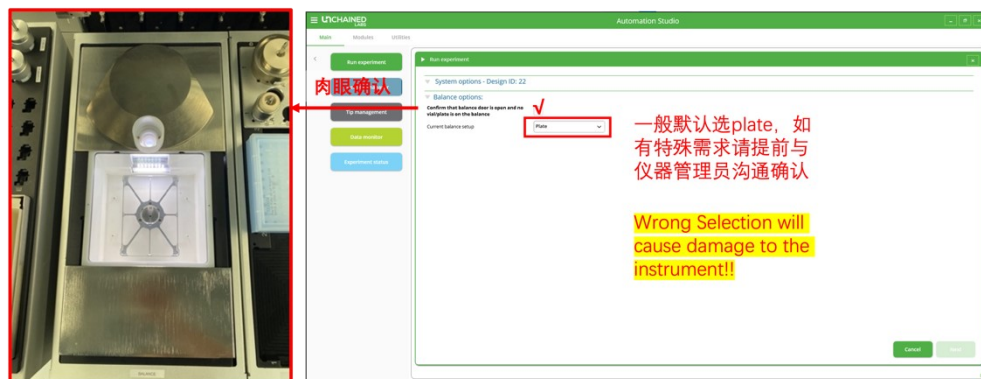 UNCHAINED
LABS
Automation Studio
Main Modules Utilities
Run experiment
Run experiment
System options - Design ID: 22
肉眼确认
Balance options:
Confirm that balance door is open and no
vial/plate is on the balance
√
Tip management
Current balance setup
Plate
一般默认选plate，如
有特殊需求请提前与
仪器管理员沟通确认
Data monitor
Experiment status
Wrong Selection will
cause damage to the
instrument!!
Cancel
BALANCE